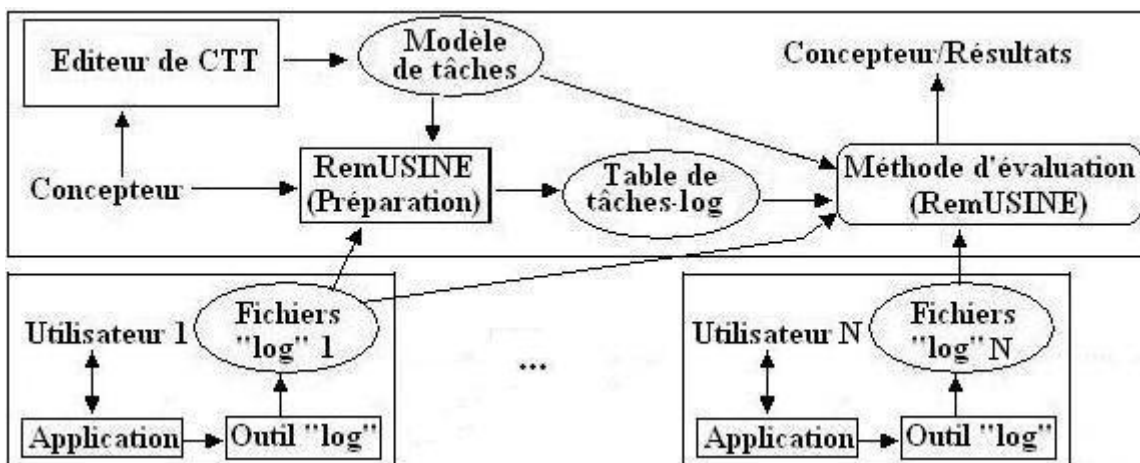 Editeur de CTT
Modèle
de tâches
Concepteur/Résultats
Concepteur
RemUSINE
(Préparation)
Table de
tâches-log
Méthode d'évaluation
(RemUSINE)
Utilisateur 1
Fichiers
"log" 1
Application
Outil "log"
...
Utilisateur N
Fichiers
"log" N
Application
Outil "log"